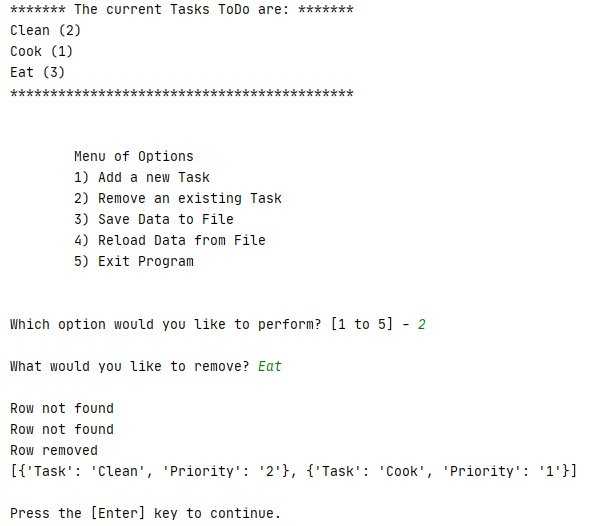 ******* The current Tasks ToDo are: *******
Clean (2)
Cook (1)
Eat (3)
*******************************************
Menu of Options
1) Add a new Task
2) Remove an existing Task
3) Save Data to File
4) Reload Data from File
5) Exit Program
Which option would you like to perform? [1 to 5] - 2
What would you like to remove? Eat
Row not found
Row not found
Row removed
[{'Task': 'Clean', 'Priority': '2'}, {'Task': 'Cook', 'Priority': '1'}]
Press the [Enter] key to continue.